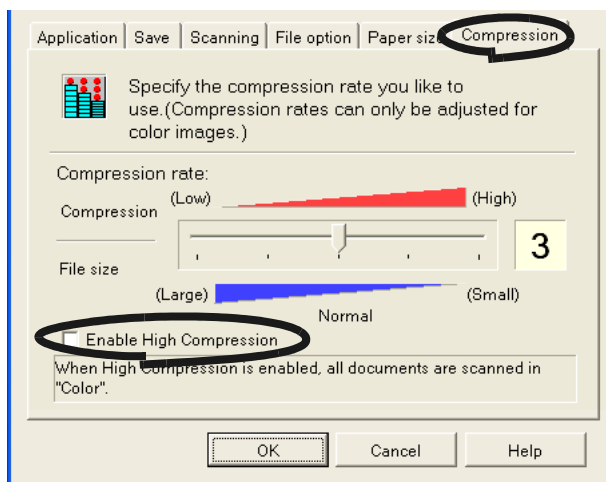 Application Save Scanning File option Paper size Compression
Specify the compression rate you like to
use.(Compression rates can only be adjusted for
color images.)
Compression rate:
(Low) (High)
Compression
3
File size
(Large) (Small)
Normal
Enable High Compression
When High Compression is enabled, all documents are scanned in
"Color".
OK Cancel Help